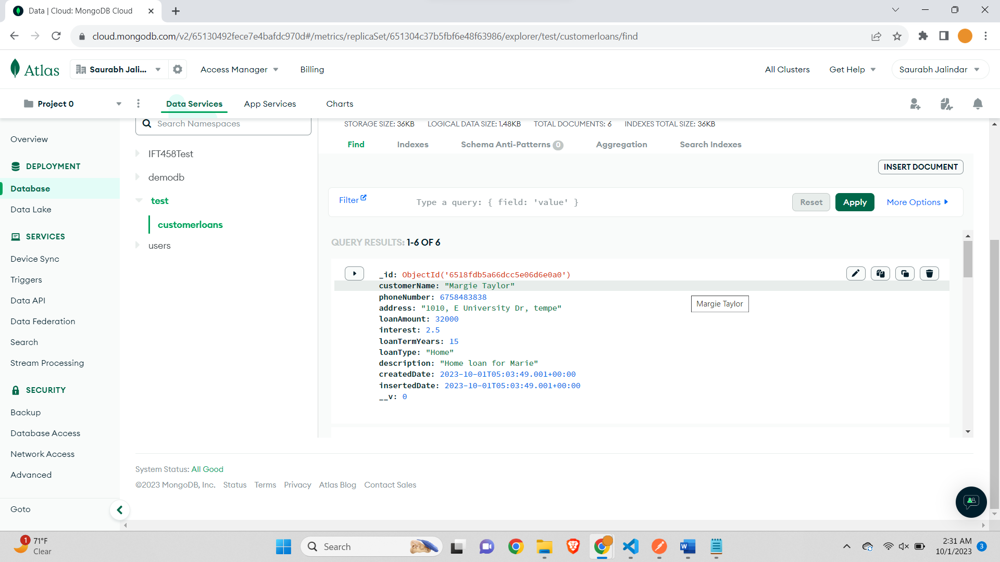 Data | Cloud: MongoDB Cloud
cloud.mongodb.com/v2/65130492fece7e4bafdc970d#/metrics/replicaSet/651304c37b5fbf6e48f63986/explorer/test/customerloans/find
Atlas
Saurabh Jali...
Access Manager
Billing
All Clusters
Get Help
Saurabh Jalindar
Project 0
Data Services
App Services
Charts
Search Namespaces
STORAGE SIZE: 36KB LOGICAL DATA SIZE: 1.48KB TOTAL DOCUMENTS: 6 INDEXES TOTAL SIZE: 36KB
Find
Indexes
Schema Anti-Patterns 0
Aggregation
Search Indexes
Overview
DEPLOYMENT
Database
Data Lake
SERVICES
Device Sync
Triggers
Data API
Data Federation
Search
Stream Processing
SECURITY
Backup
Database Access
Network Access
Advanced
Goto
IFT458Test
demodb
test
customerloans
users
INSERT DOCUMENT
Filter
Type a query: { field: 'value' }
Reset
Apply
More Options
QUERY RESULTS: 1-6 OF 6
_id: ObjectId('6518fdb5a66dcc5e06d6e0a0')
customerName: "Margie Taylor"
phoneNumber: 6758483838
address: "1010, E University Dr, tempe"
loanAmount: 32000
interest: 2.5
loanTermYears: 15
loanType: "Home"
description: "Home loan for Marie"
createdDate: 2023-10-01T05:03:49.001+00:00
insertedDate: 2023-10-01T05:03:49.001+00:00
__v: 0
Margie Taylor
System Status: All Good
©2023 MongoDB, Inc. Status Terms Privacy Atlas Blog Contact Sales
1
71°F
Clear
Search
2:31 AM
10/1/2023
3